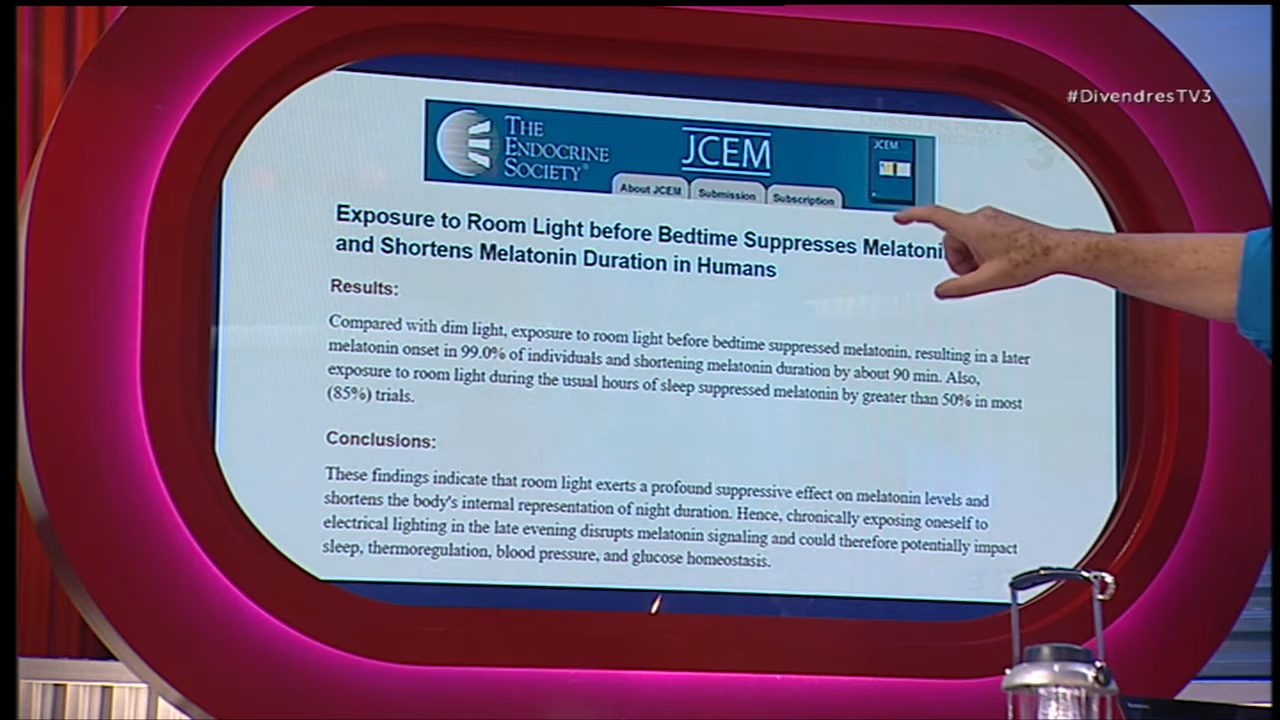 #DivendresTV3
THE
ENDOCRINE
SOCIETY
JCEM
JCEM
About JCEM
Submission
Subscription
Exposure to Room Light before Bedtime Suppresses Melatoni
and Shortens Melatonin Duration in Humans
Results:
Compared with dim light, exposure to room light before bedtime suppressed melatonin, resulting in a later
melatonin onset in 99.0% of individuals and shortening melatonin duration by about 90 min. Also,
exposure to room light during the usual hours of sleep suppressed melatonin by greater than 50% in most
(85%) trials.
Conclusions:
These findings indicate that room light exerts a profound suppressive effect on melatonin levels and
shortens the body's internal representation of night duration. Hence, chronically exposing oneself to
electrical lighting in the late evening disrupts melatonin signaling and could therefore potentially impact
sleep, thermoregulation, blood pressure, and glucose homeostasis.